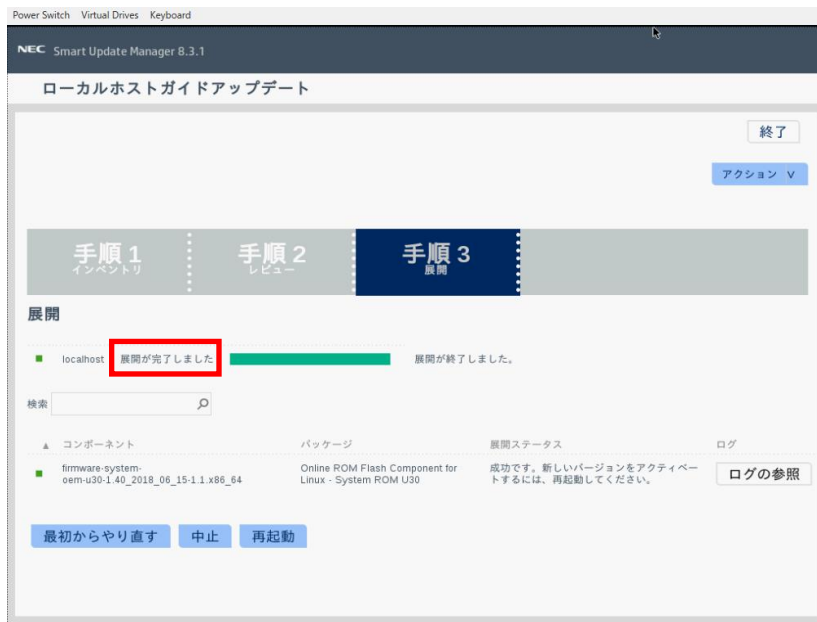 Power Switch Virtual Drives Keyboard
NEC Smart Update Manager 8.3.1
ローカルホストガイドアップデート
終了
アクション ∨
手順 1
インベントリ
手順 2
レビュー
手順 3
展開
展開
localhost 展開が完了しました 展開が終了しました。
検索
▲ コンポーネント パッケージ 展開ステータス ログ
firmware-system-
oem-u30-1.40_2018_06_15-1.1.x86_64
Online ROM Flash Component for
Linux - System ROM U30
成功です。新しいバージョンをアクティベー
トするには、再起動してください。
ログの参照
最初からやり直す 中止 再起動